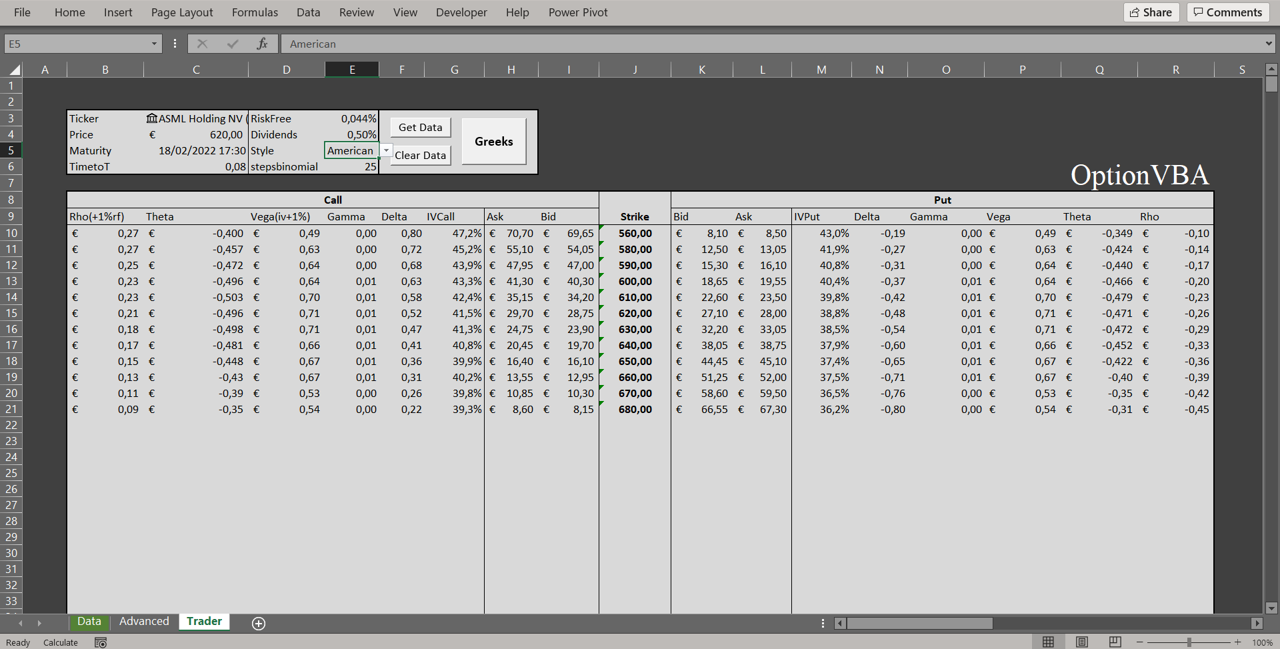 File Home Insert Page Layout Formulas Data Review View Developer Help Power Pivot Share Comments
E5 fx American
A B C D E F G H I J K L M N O P Q R S
1
2
3 Ticker ASML Holding NV ( RiskFree 0,044%
4 Price € 620,00 Dividends 0,50% Get Data
5 Maturity 18/02/2022 17:30 Style American Greeks
6 TimetoT 0,08 stepsbinomial 25 Clear Data
7 OptionVBA
8 Call Put
9 Rho(+1%rf) Theta Vega(iv+1%) Gamma Delta IVCall Ask Bid Strike Bid Ask IVPut Delta Gamma Vega Theta Rho
10 € 0,27 € -0,400 € 0,49 0,00 0,80 47,2% € 70,70 € 69,65 560,00 € 8,10 € 8,50 43,0% -0,19 0,00 € 0,49 € -0,349 € -0,10
11 € 0,27 € -0,457 € 0,63 0,00 0,72 45,2% € 55,10 € 54,05 580,00 € 12,50 € 13,05 41,9% -0,27 0,00 € 0,63 € -0,424 € -0,14
12 € 0,25 € -0,472 € 0,64 0,00 0,68 43,9% € 47,95 € 47,00 590,00 € 15,30 € 16,10 40,8% -0,31 0,00 € 0,64 € -0,440 € -0,17
13 € 0,23 € -0,496 € 0,64 0,01 0,63 43,3% € 41,30 € 40,30 600,00 € 18,65 € 19,55 40,4% -0,37 0,01 € 0,64 € -0,466 € -0,20
14 € 0,23 € -0,503 € 0,70 0,01 0,58 42,4% € 35,15 € 34,20 610,00 € 22,60 € 23,50 39,8% -0,42 0,01 € 0,70 € -0,479 € -0,23
15 € 0,21 € -0,496 € 0,71 0,01 0,52 41,5% € 29,70 € 28,75 620,00 € 27,10 € 28,00 38,8% -0,48 0,01 € 0,71 € -0,471 € -0,26
16 € 0,18 € -0,498 € 0,71 0,01 0,47 41,3% € 24,75 € 23,90 630,00 € 32,20 € 33,05 38,5% -0,54 0,01 € 0,71 € -0,472 € -0,29
17 € 0,17 € -0,481 € 0,66 0,01 0,41 40,8% € 20,45 € 19,70 640,00 € 38,05 € 38,75 37,9% -0,60 0,01 € 0,66 € -0,452 € -0,33
18 € 0,15 € -0,448 € 0,67 0,01 0,36 39,9% € 16,40 € 16,10 650,00 € 44,45 € 45,10 37,4% -0,65 0,01 € 0,67 € -0,422 € -0,36
19 € 0,13 € -0,43 € 0,67 0,01 0,31 40,2% € 13,55 € 12,95 660,00 € 51,25 € 52,00 37,5% -0,71 0,01 € 0,67 € -0,40 € -0,39
20 € 0,11 € -0,39 € 0,53 0,00 0,26 39,8% € 10,85 € 10,30 670,00 € 58,60 € 59,50 36,5% -0,76 0,01 € 0,53 € -0,35 € -0,42
21 € 0,09 € -0,35 € 0,54 0,00 0,22 39,3% € 8,60 € 8,15 680,00 € 66,55 € 67,30 36,2% -0,80 0,00 € 0,54 € -0,31 € -0,45
22
23
24
25
26
27
28
29
30
31
32
33
Data Advanced Trader
Ready Calculate 100%